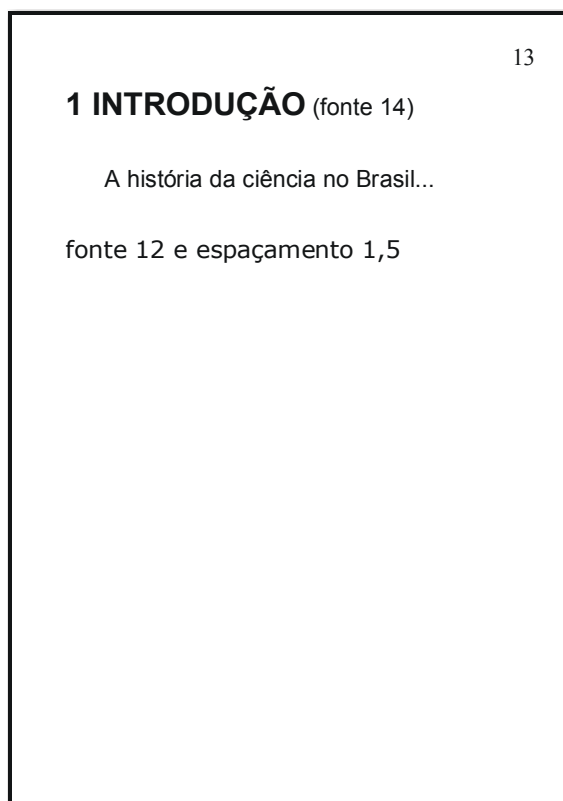 13
1 INTRODUÇÃO (fonte 14)
A história da ciência no Brasil...
fonte 12 e espaçamento 1,5